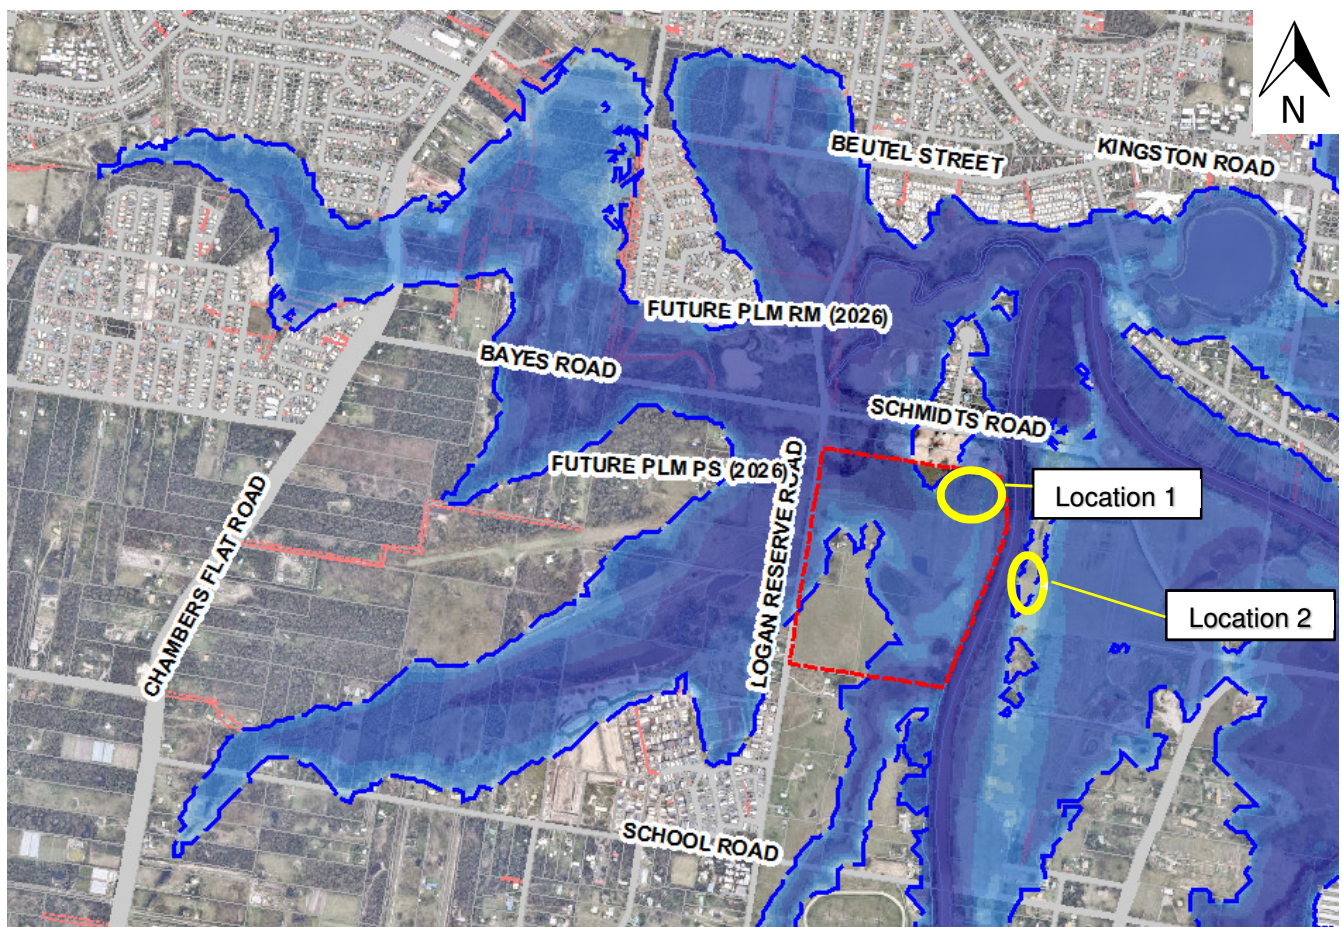 N
BEUTEL STREET
KINGSTON ROAD
FUTURE PLM RM (2026)
BAYES ROAD
SCHMIDTS ROAD
FUTURE PLM PS (2026)
LOGAN RESERVE ROAD
Location 1
CHAMBERS FLAT ROAD
Location 2
SCHOOL ROAD